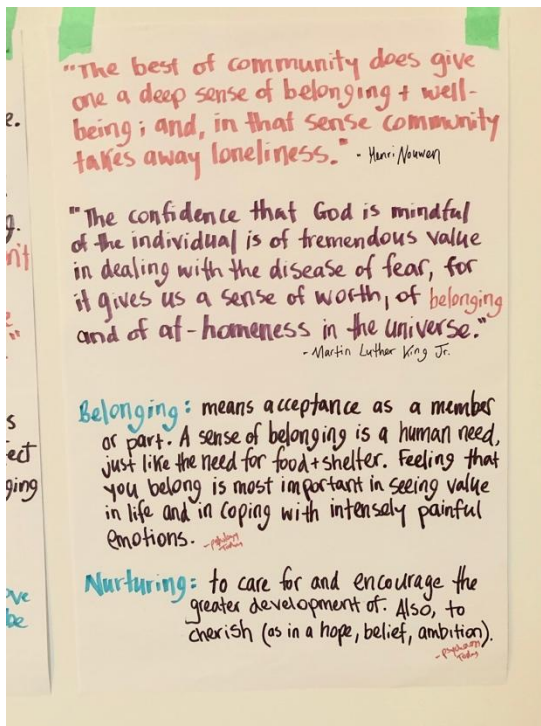 "The best of community does give
one a deep sense of belonging + well-
being; and, in that sense community
takes away loneliness." - Henri Nouwen
"The confidence that God is mindful
of the individual is of tremendous value
in dealing with the disease of fear, for
it gives us a sense of worth, of belonging
and of at-homeness in the universe."
- Martin Luther King Jr.
Belonging: means acceptance as a member
or part. A sense of belonging is a human need,
just like the need for food + shelter. Feeling that
you belong is most important in seeing value
in life and in coping with intensely painful
emotions.
Nurturing: to care for and encourage the
greater development of. Also, to
cherish (as in a hope, belief, ambition).